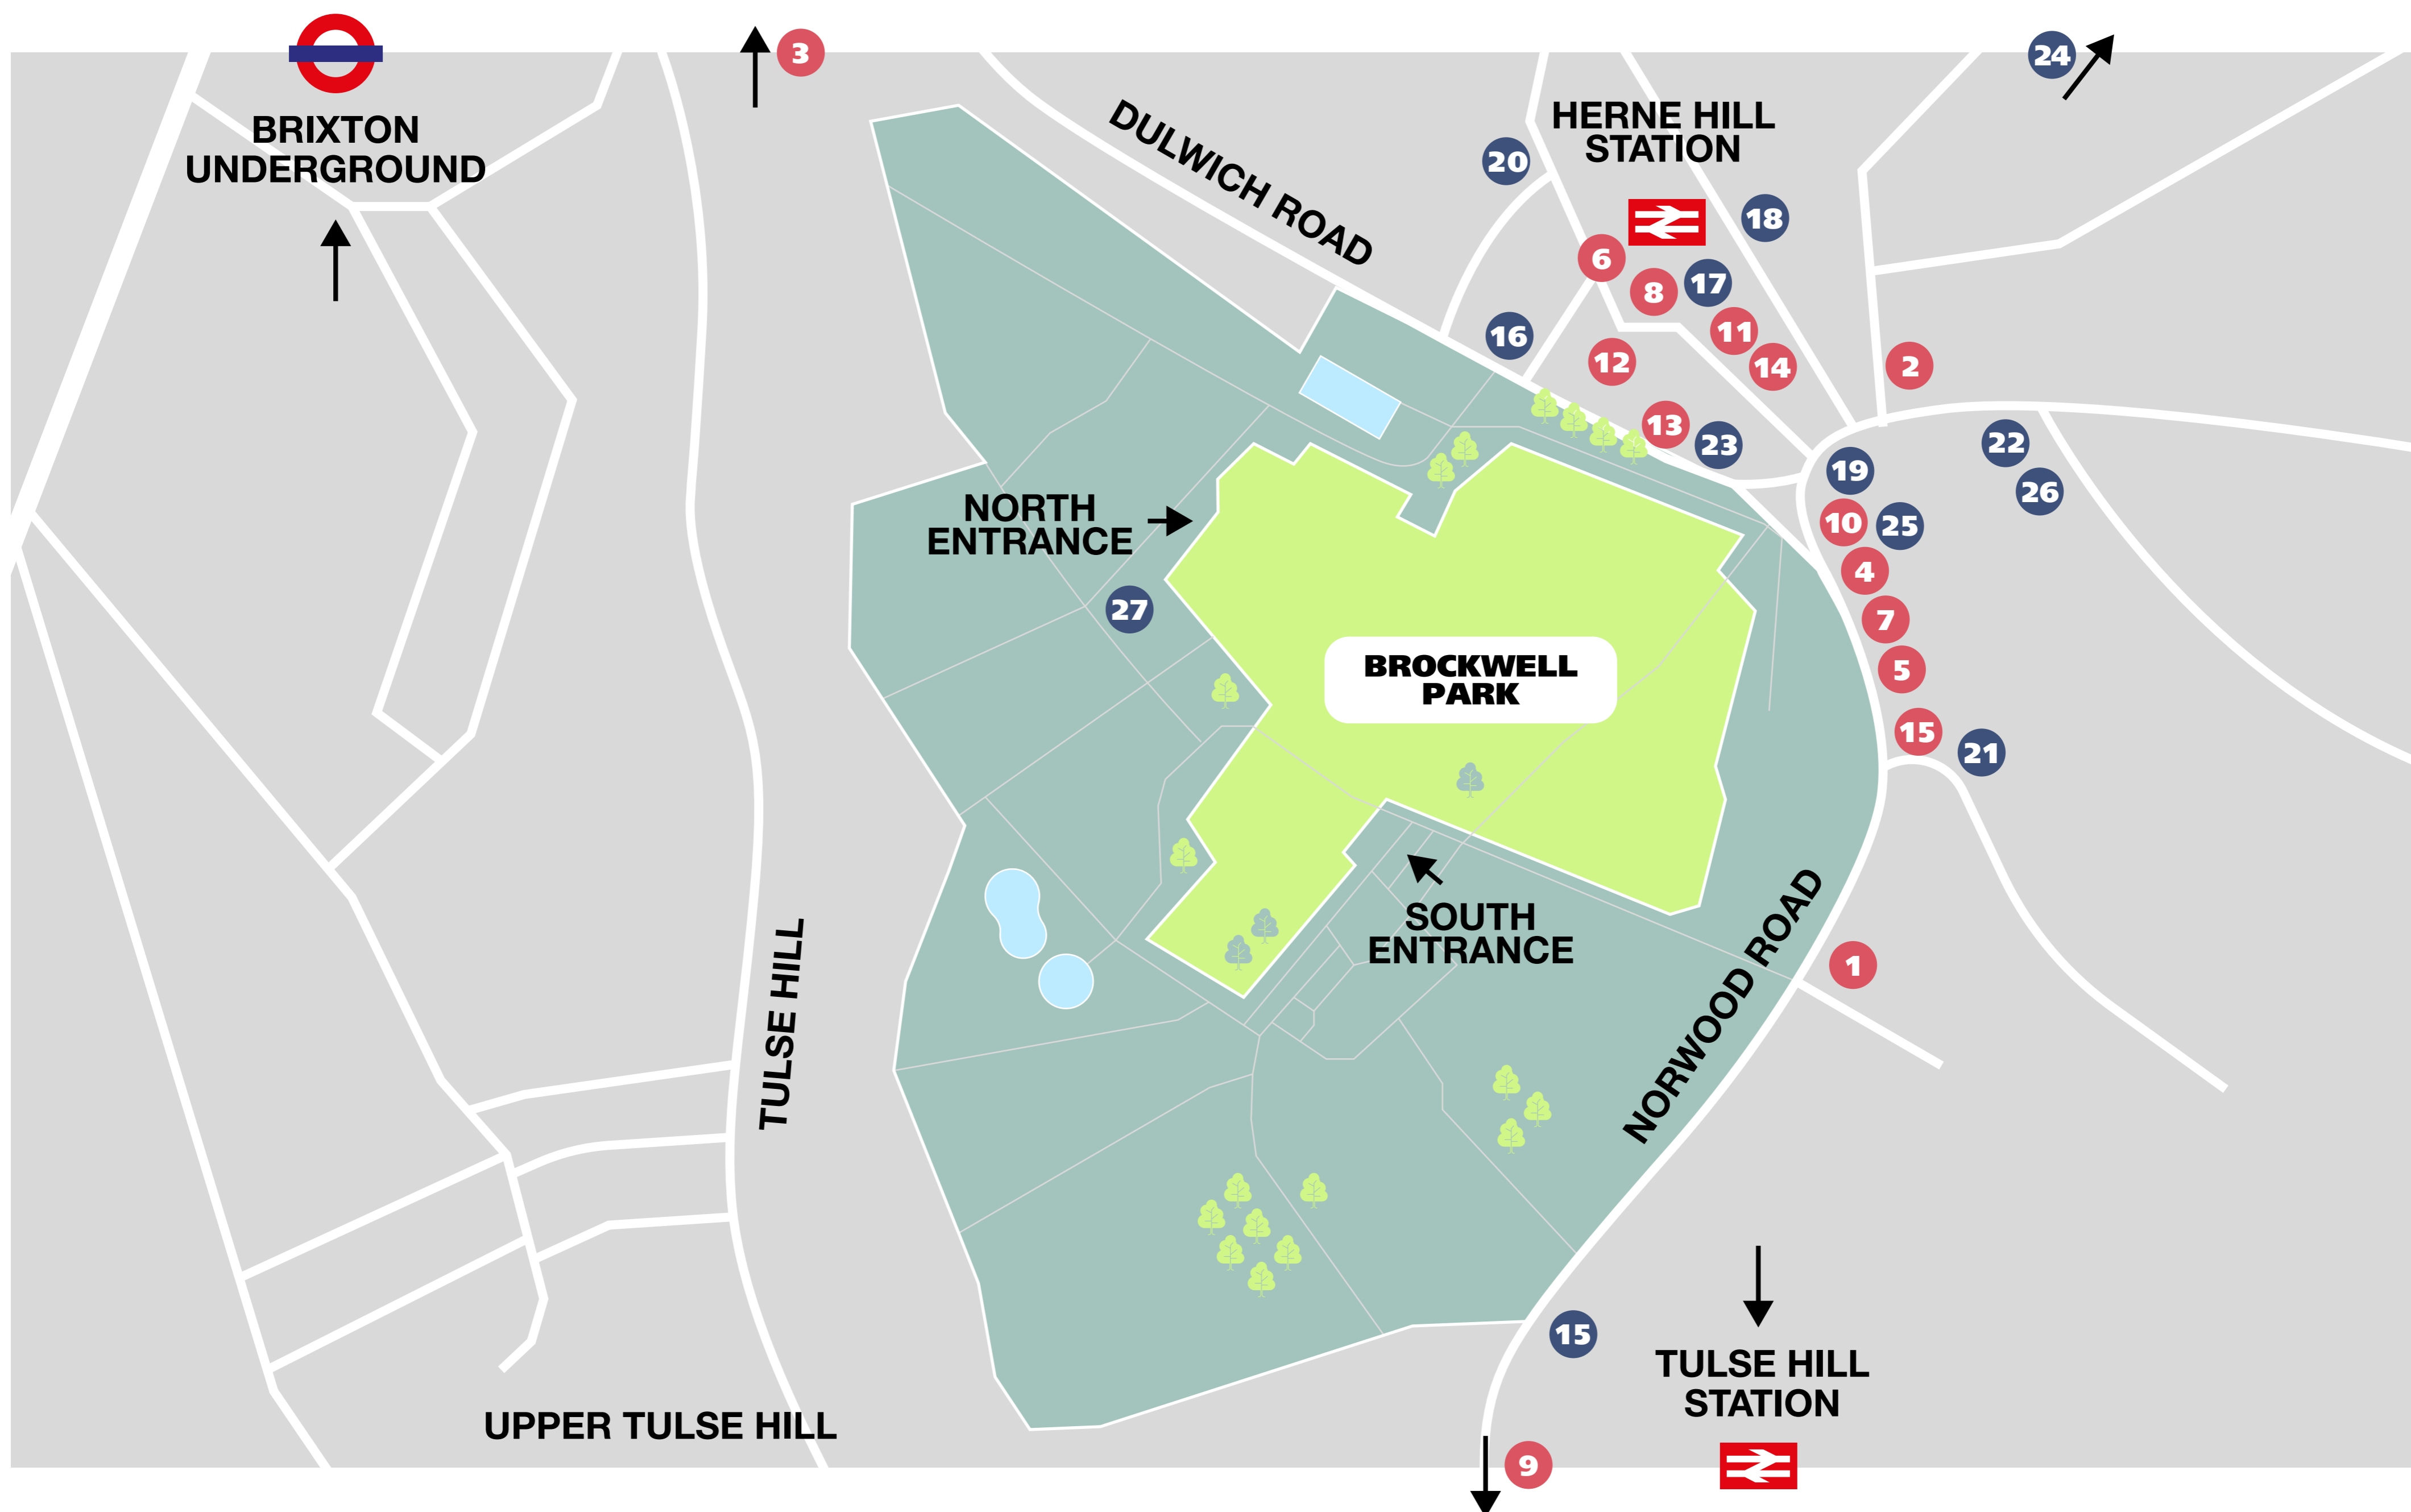 3
24
BRIXTON
UNDERGROUND
DULWICH ROAD
HERNE HILL
STATION
20
18
6
8
17
16
11
12
14
2
13
23
22
19
26
NORTH
ENTRANCE
10
25
4
27
7
BROCKWELL
PARK
5
15
21
SOUTH
ENTRANCE
1
NORWOOD ROAD
TULSE HILL
15
TULSE HILL
STATION
UPPER TULSE HILL
9